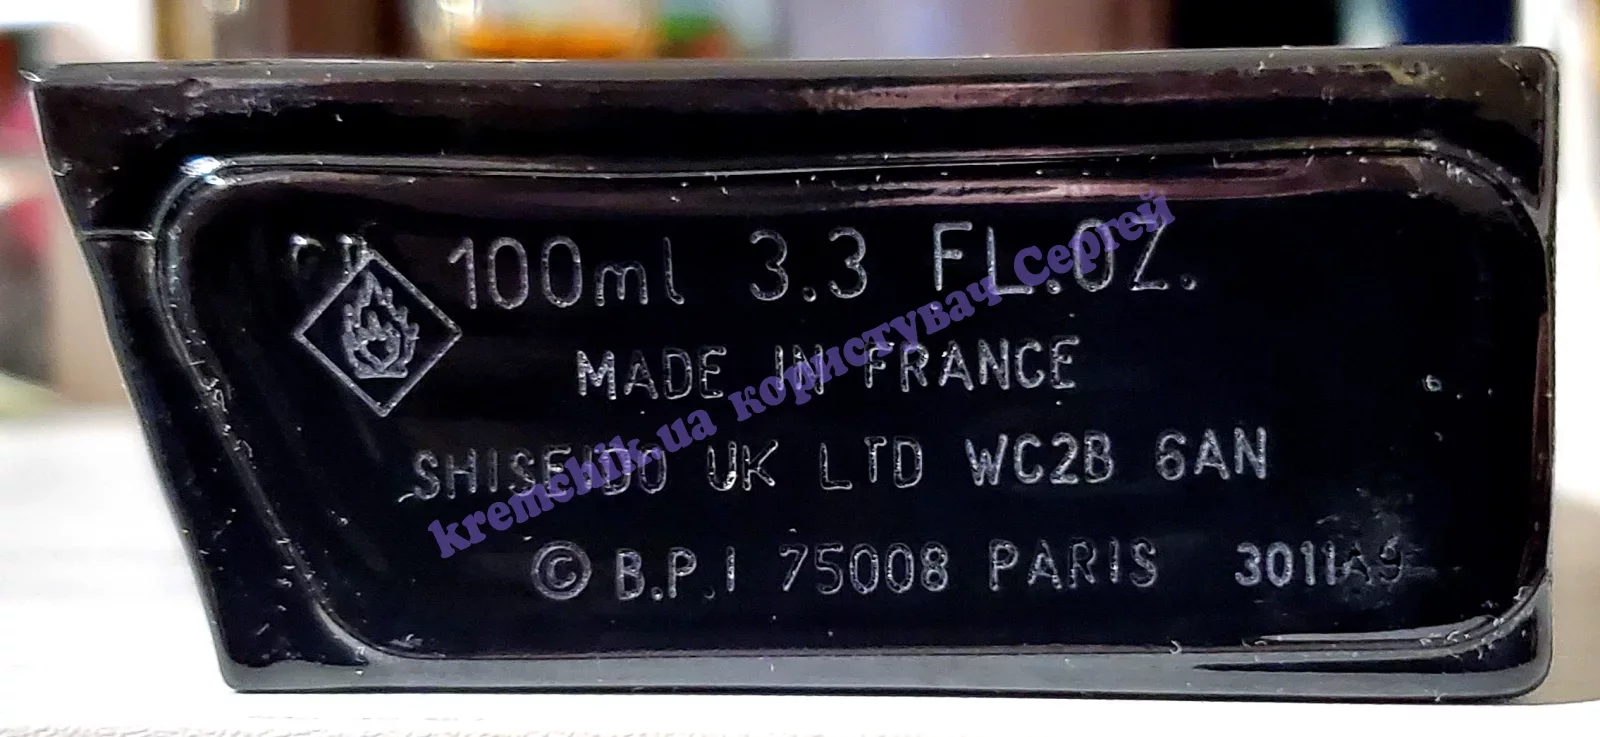 100ml 3.3 FL.OZ.
MADE IN FRANCE
SHISEIDO UK LTD WC2B 6AN
© B.P.I 75008 PARIS 3011A9
kremchik.ua користувач Сергей